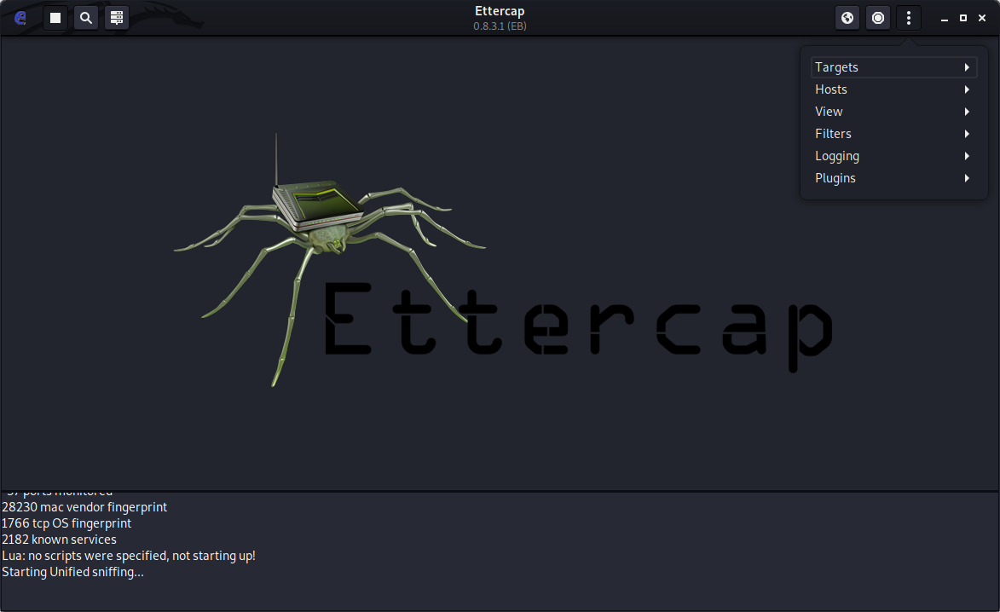 Ettercap
0.8.3.1 (EB)
Targets
Hosts
View
Filters
Logging
Plugins
Ettercap
ports monitored
28230 mac vendor fingerprint
1766 tcp OS fingerprint
2182 known services
Lua: no scripts were specified, not starting up!
Starting Unified sniffing...